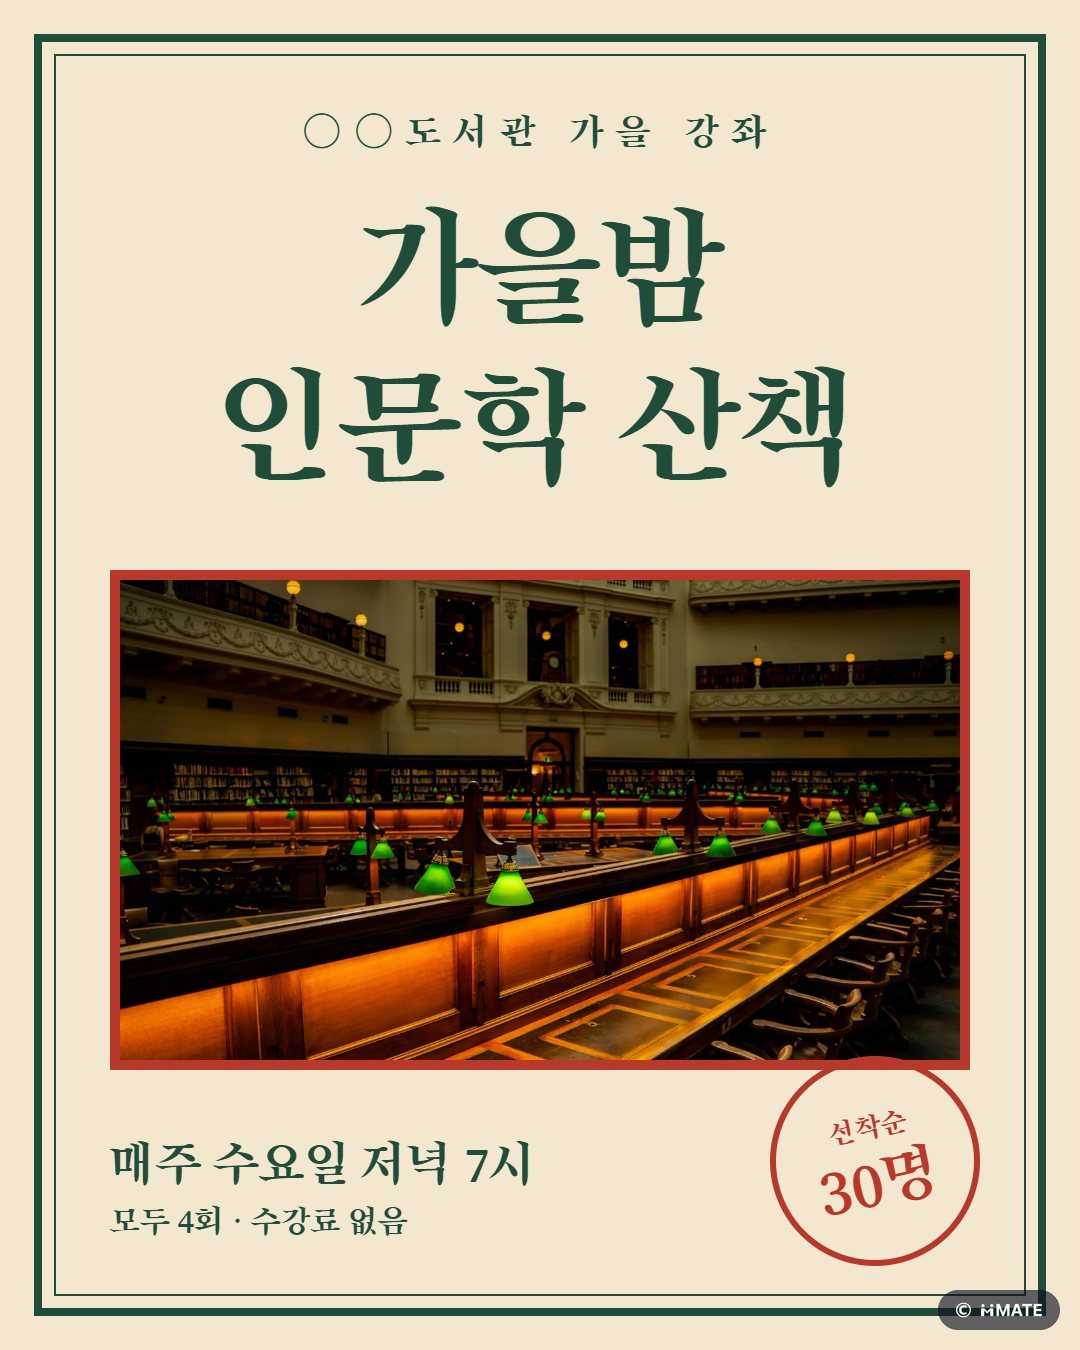 ○○도서관 가을 강좌
가을밤
인문학 산책
매주 수요일 저녁 7시
모두 4회 · 수강료 없음
선착순
30명
© MMATE